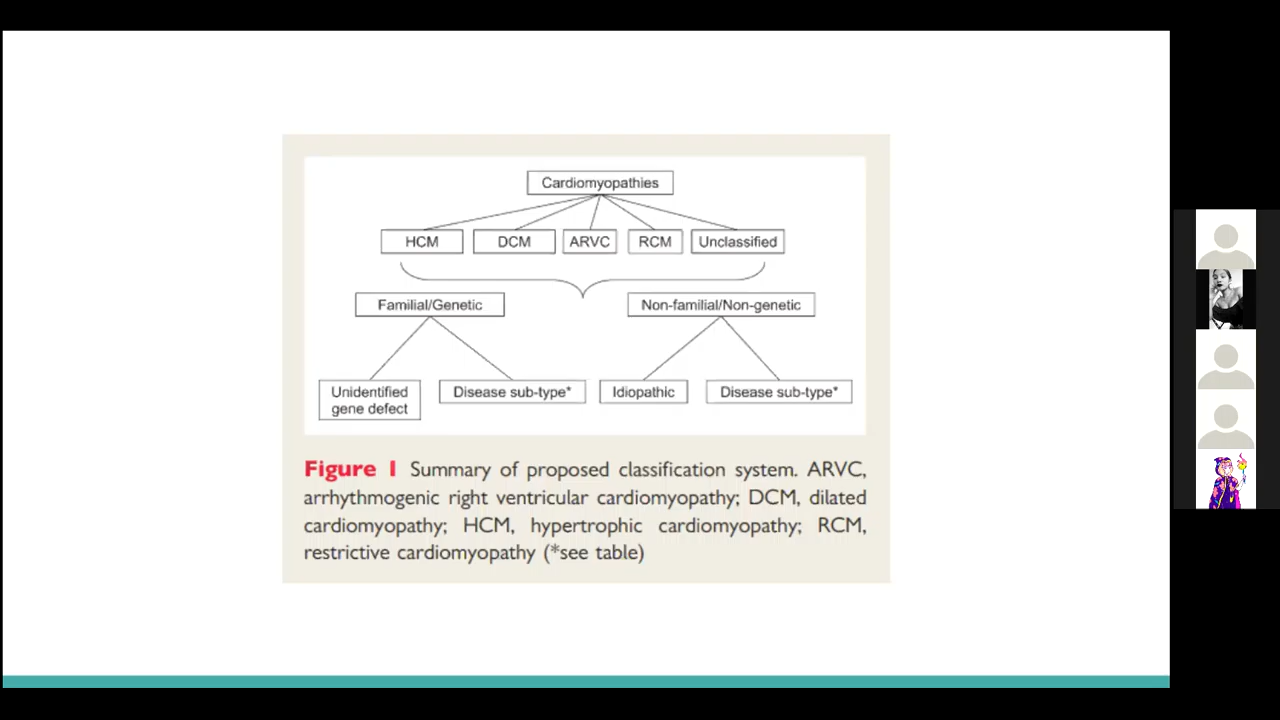 Cardiomyopathies
HCM DCM ARVC RCM Unclassified
Familial/Genetic Non-familial/Non-genetic
Unidentified
gene defect
Disease sub-type* Idiopathic Disease sub-type*
Figure 1 Summary of proposed classification system. ARVC,
arrhythmogenic right ventricular cardiomyopathy; DCM, dilated
cardiomyopathy; HCM, hypertrophic cardiomyopathy; RCM,
restrictive cardiomyopathy (*see table)